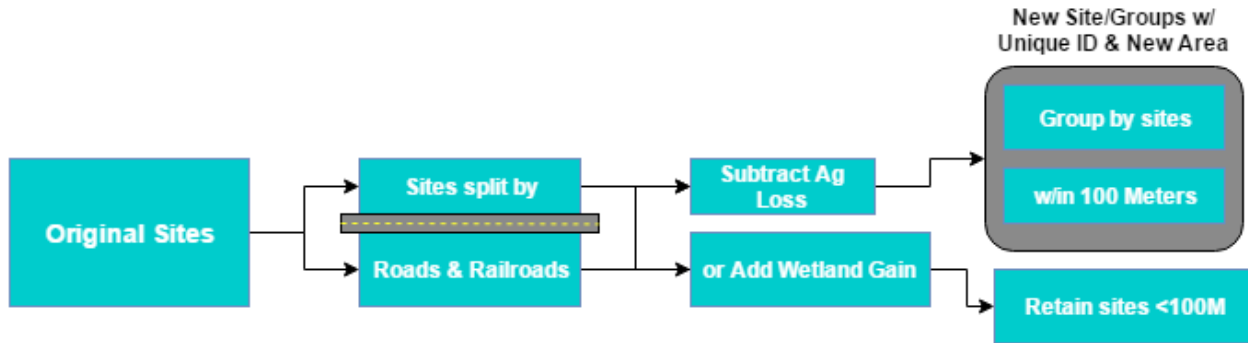 New Site/Groups w/
Unique ID & New Area
Group by sites
w/in 100 Meters
Original Sites
Sites split by
Roads & Railroads
Subtract Ag
Loss
or Add Wetland Gain
Retain sites <100M